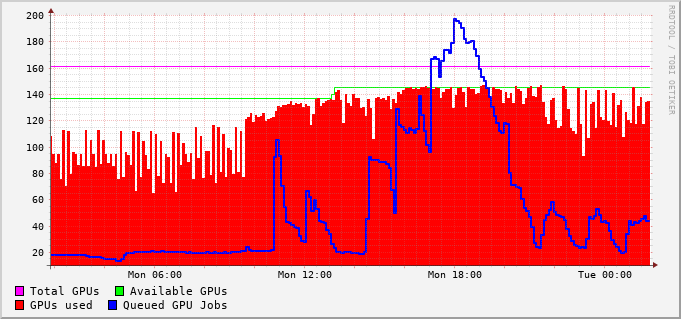 200
180
160
140
120
100
80
60
40
20
Mon 06:00 Mon 12:00 Mon 18:00 Tue 00:00
Total GPUs Available GPUs
GPUs used Queued GPU Jobs
RRDTOOL / TOBI OETIKER